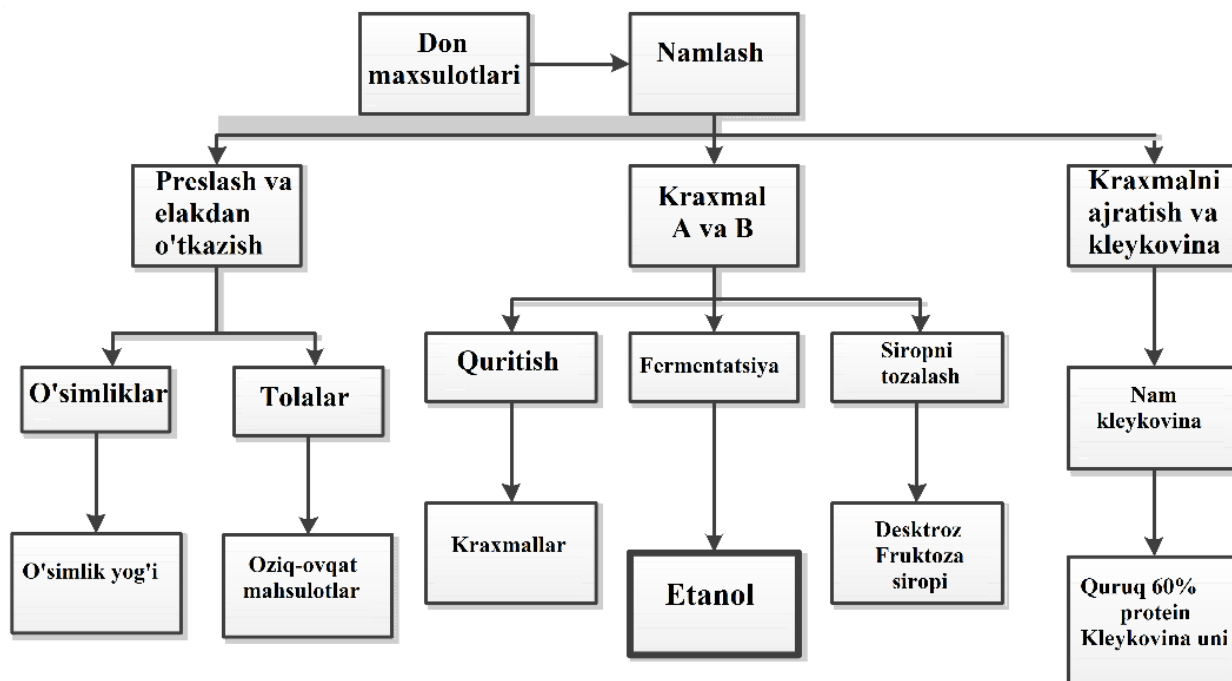 Don
maxsulotlari
Namlash
Preslash va
elakdan
o'tkazish
Kraxmal
A va B
Kraxmalni
ajratish va
kleykovina
O'simliklar
Tolalar
Quritish
Fermentatsiya
Siropni
tozalash
Nam
kleykovina
O'simlik yog'i
Oziq-ovqat
mahsulotlar
Kraxmallar
Etanol
Desktroz
Fruktoza
siropi
Quruq 60%
protein
Kleykovina uni